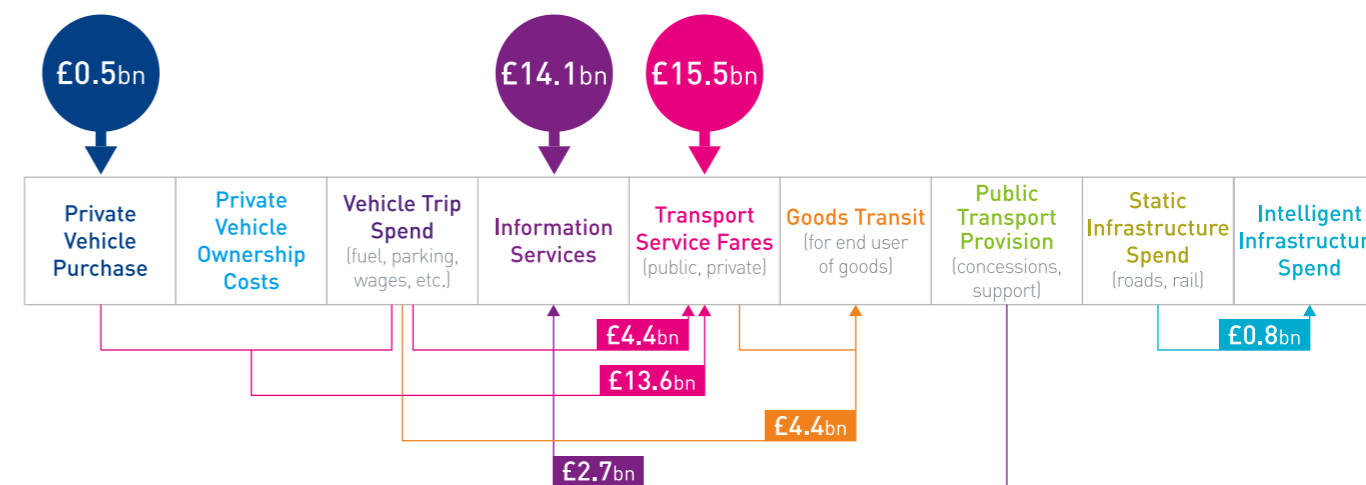 £0.5bn
£14.1bn
£15.5bn
Private
Vehicle
Purchase
Private
Vehicle
Ownership
Costs
Vehicle Trip
Spend
(fuel, parking,
wages, etc.)
Information
Services
Transport
Service Fares
(public, private)
Goods Transit
(for end user
of goods)
Public
Transport
Provision
(concessions,
support)
Static
Infrastructure
Spend
(roads, rail)
Intelligent
Infrastructur
Spend
£4.4bn
£0.8bn
£13.6bn
£4.4bn
£2.7bn